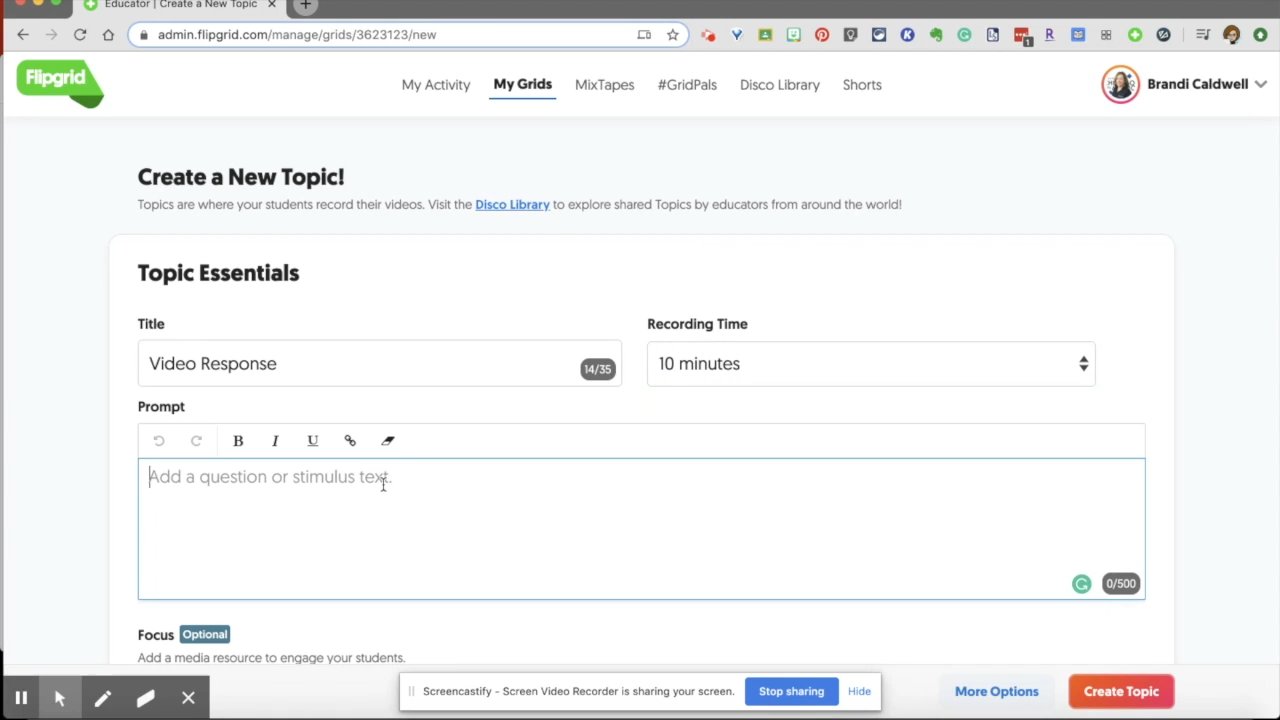 Educator | Create a New Topic
admin.flipgrid.com/manage/grids/3623123/new
1
Flipgrid
My Activity
My Grids
MixTapes
#GridPals
Disco Library
Shorts
Brandi Caldwell
Create a New Topic!
Topics are where your students record their videos. Visit the Disco Library to explore shared Topics by educators from around the world!
Topic Essentials
Title
Recording Time
Video Response
14/35
10 minutes
Prompt
B I U
Add a question or stimulus text.
0/500
Focus Optional
Add a media resource to engage your students.
Screencastify - Screen Video Recorder is sharing your screen.
Stop sharing
Hide
More Options
Create Topic